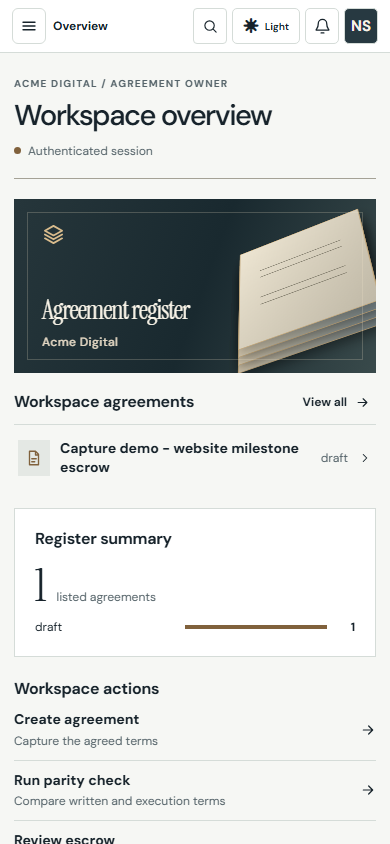 Overview
Light
NS
ACME DIGITAL / AGREEMENT OWNER
Workspace overview
Authenticated session
Agreement register
Acme Digital
Workspace agreements
View all
Capture demo - website milestone
escrow
draft
Register summary
1 listed agreements
draft
1
Workspace actions
Create agreement
Capture the agreed terms
Run parity check
Compare written and execution terms
Review escrow